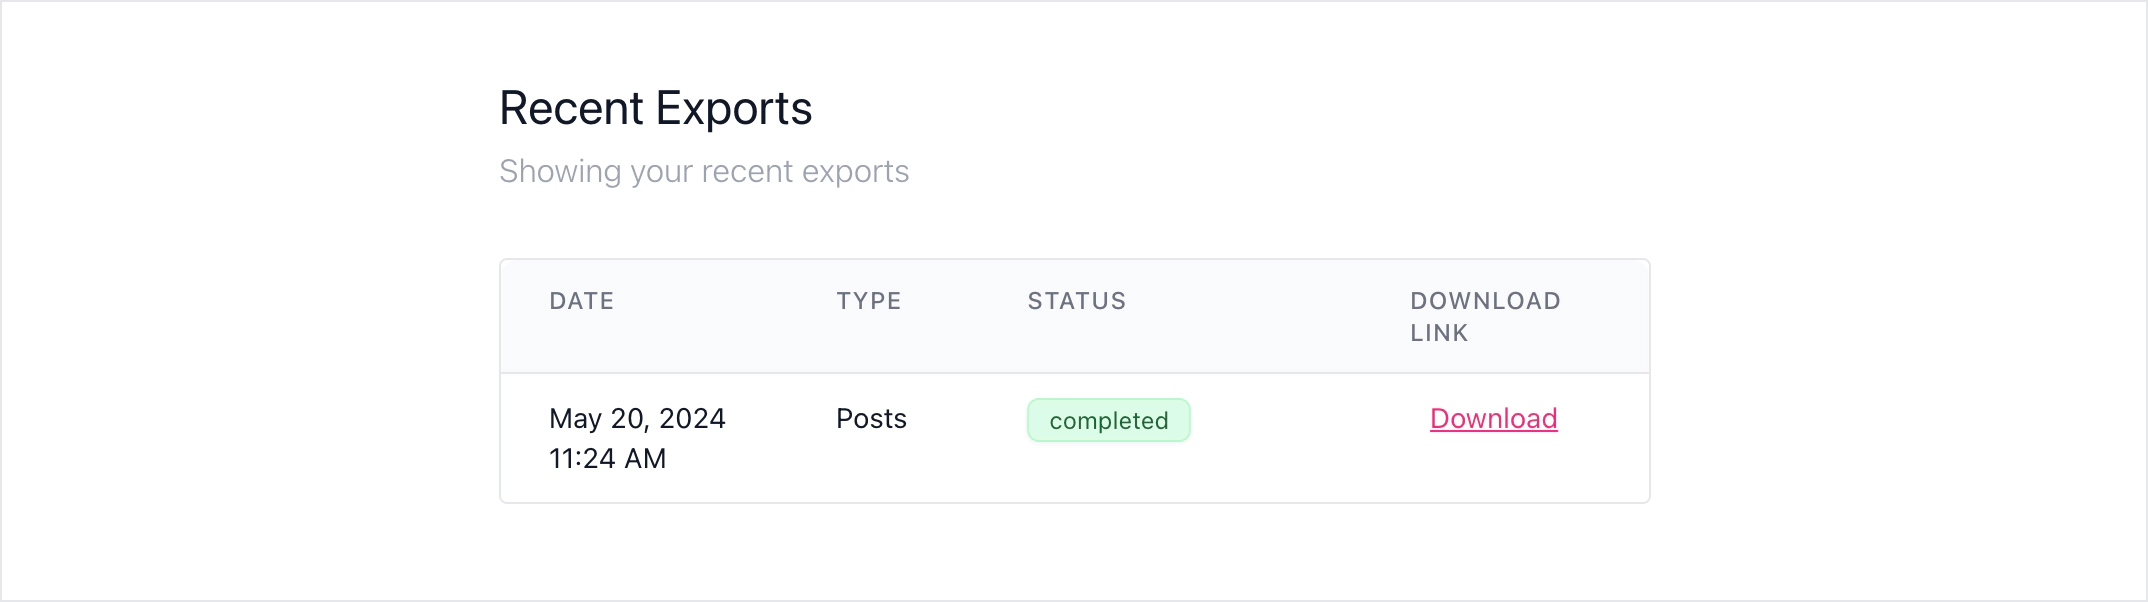 Recent Exports
Showing your recent exports
DATE TYPE STATUS DOWNLOAD
LINK
May 20, 2024 Posts completed Download
11:24 AM